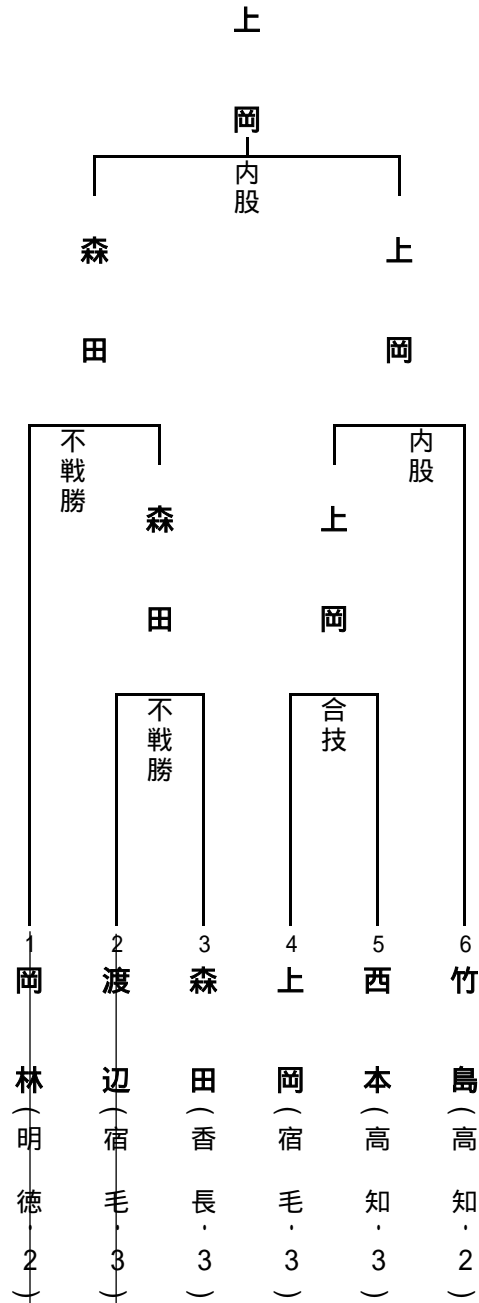 上岡
内股
森田
上岡
不戦勝
内股
森田
上岡
不戦勝
合技
1 岡林(明徳・2)
2 渡辺(宿毛・3)
3 森田(香長・3)
4 上岡(宿毛・3)
5 西本(高知・3)
6 竹島(高知・2)